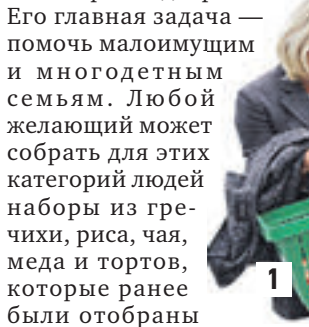 Его главная задача —
помочь малоимущим
и многодетным
семьям. Любой
желающий может
собрать для этих
категорий людей
наборы из гре-
чихи, риса, чая,
меда и тортов,
которые ранее
были отобраны
1